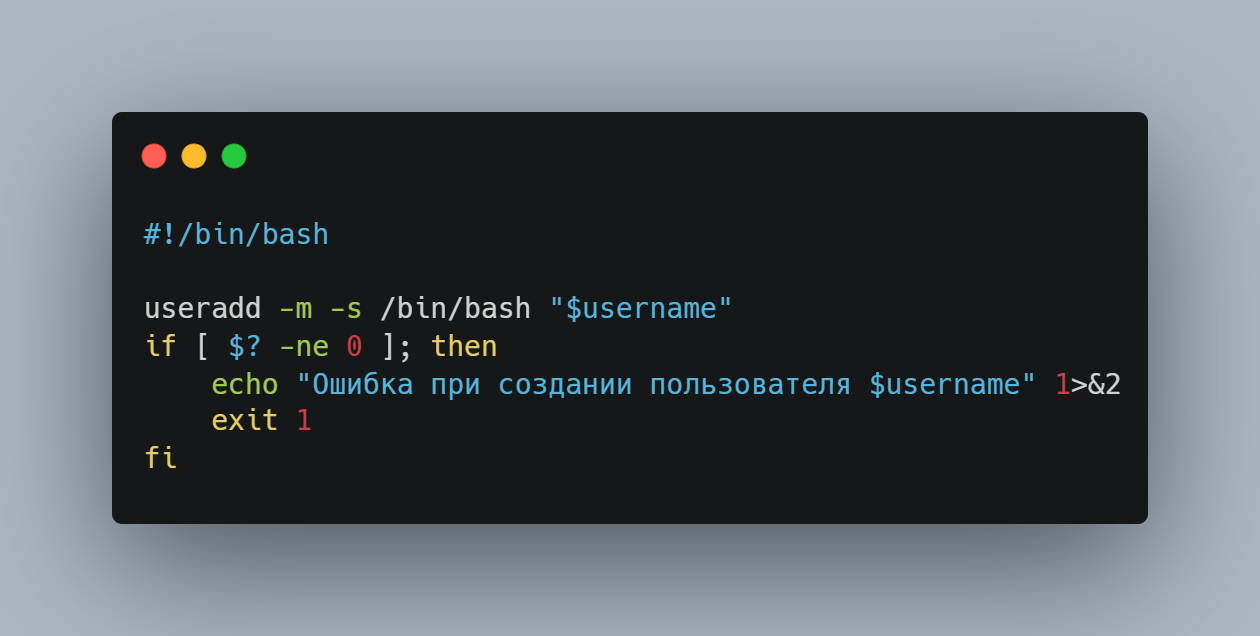 #!/bin/bash

useradd -m -s /bin/bash "$username"
if [ $? -ne 0 ]; then
    echo "Ошибка при создании пользователя $username" 1>&2
    exit 1
fi